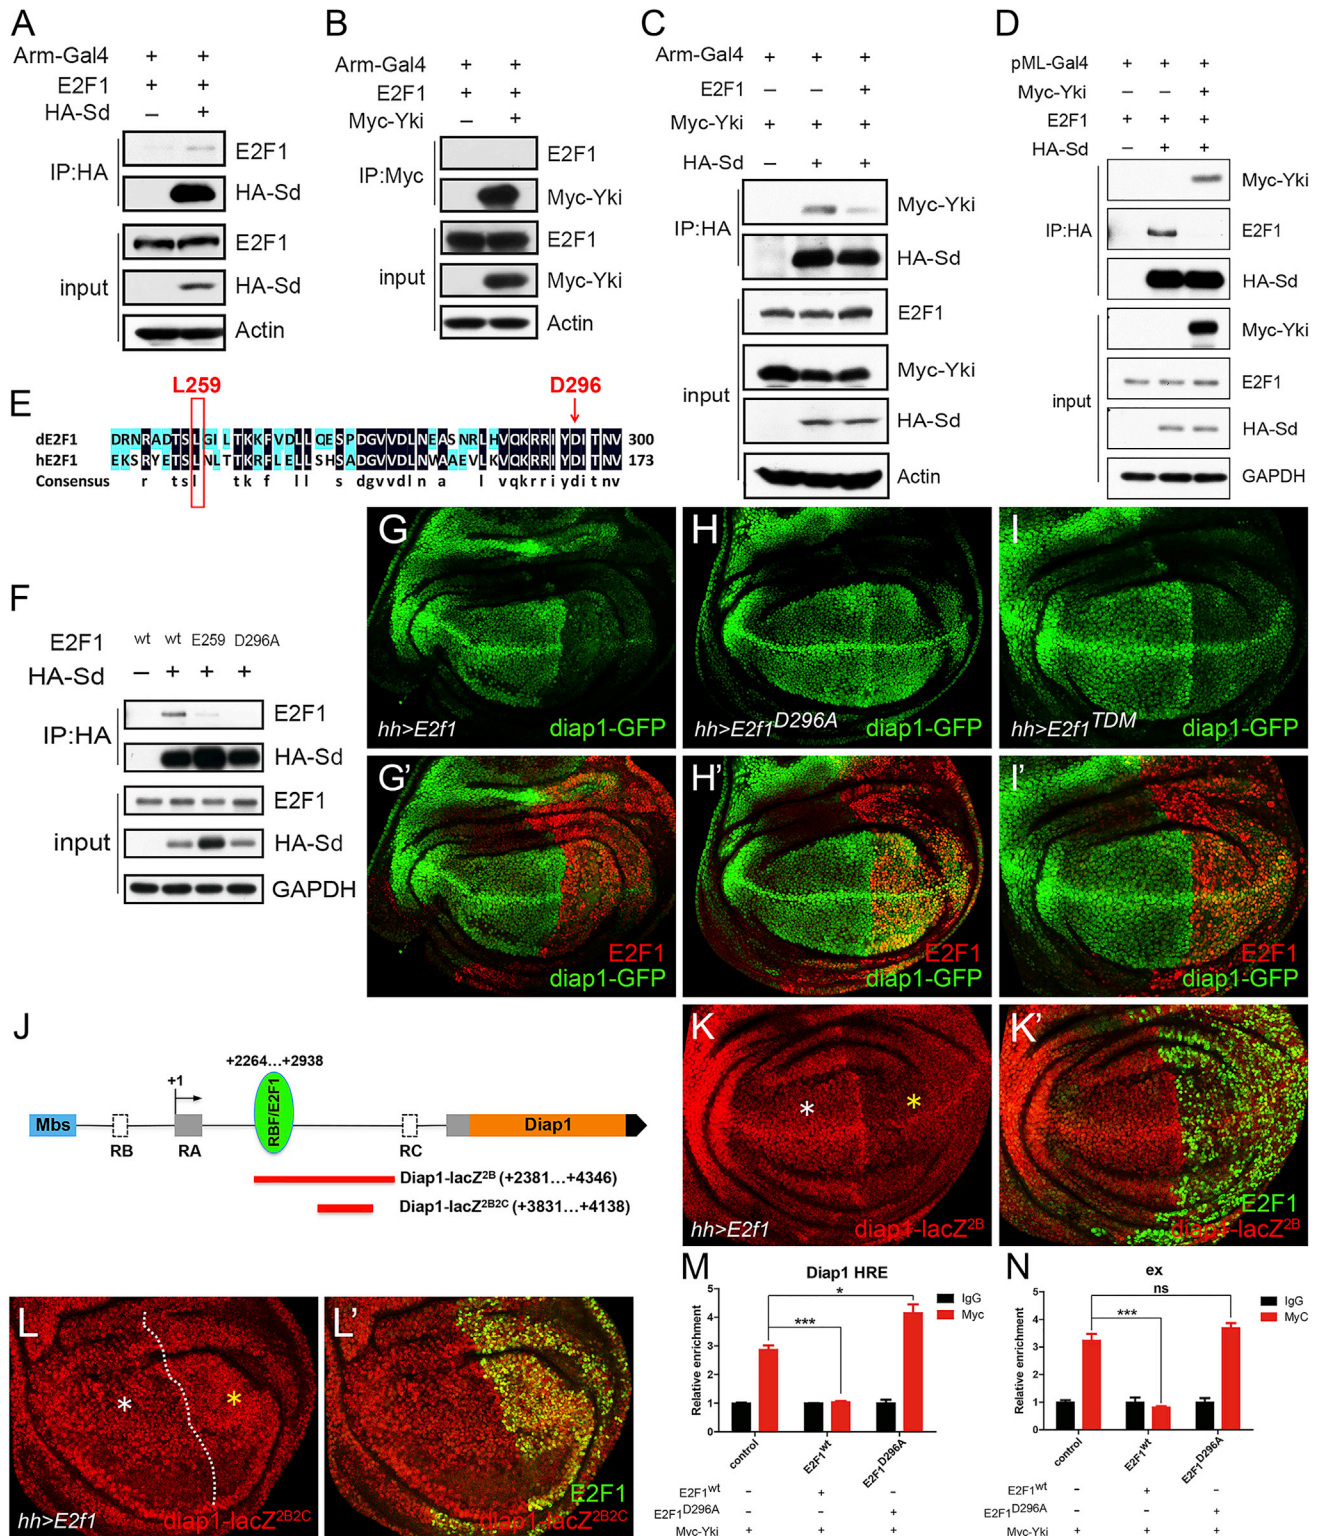 A
Arm-Gal4 + +
E2F1 + +
HA-Sd – +
IP:HA
E2F1
HA-Sd
input
E2F1
HA-Sd
Actin
B
Arm-Gal4 + +
E2F1 + +
Myc-Yki – +
IP:Myc
E2F1
Myc-Yki
input
E2F1
Myc-Yki
Actin
C
Arm-Gal4 + + +
E2F1 – – +
Myc-Yki + + +
HA-Sd – + +
IP:HA
Myc-Yki
HA-Sd
input
E2F1
Myc-Yki
HA-Sd
Actin
D
pML-Gal4 + + +
Myc-Yki – – +
E2F1 + + +
HA-Sd – + +
IP:HA
Myc-Yki
E2F1
HA-Sd
input
Myc-Yki
E2F1
HA-Sd
GAPDH
E
L259 D296
dE2F1 DRNRADTSLGILTKKFVDLLQESPDGVVDLNEASNRLHVQKRRIYDITNV 300
hE2F1 EKSRYETSLNLTTKRFLELLSHSADGVVDLNWAAEVLKVQKRRIYDITNV 173
Consensus r tsl tk f ll s dgvvdln a l vqkrriyditnv
F
E2F1 wt wt E259 D296A
HA-Sd – + + +
IP:HA
E2F1
HA-Sd
input
E2F1
HA-Sd
GAPDH
G
hh>E2f1 diap1-GFP
H
hh>E2f1D296A diap1-GFP
I
hh>E2f1TDM diap1-GFP
G'
E2F1
diap1-GFP
H'
E2F1
diap1-GFP
I'
E2F1
diap1-GFP
J
+2264...+2938
+1
RBF/E2F1
Mbs
RB
RA
RC
Diap1
Diap1-lacZ2B (+2381...+4346)
Diap1-lacZ2B2C (+3831...+4138)
K
* *
hh>E2f1 diap1-lacZ2B
K'
E2F1
diap1-lacZ2B
L
* *
hh>E2f1 diap1-lacZ2B2C
L'
E2F1
diap1-lacZ2B2C
M
Diap1 HRE
IgG
Myc
Relative enrichment
5
4
3
2
1
0
***
*
control E2F1wt E2F1D296A
E2F1wt - + -
E2F1D296A - - +
Myc-Yki + + +
N
ex
IgG
MyC
Relative enrichment
5
4
3
2
1
0
***
ns
control E2F1wt E2F1D296A
E2F1wt - + -
E2F1D296A - - +
Myc-Yki + + +